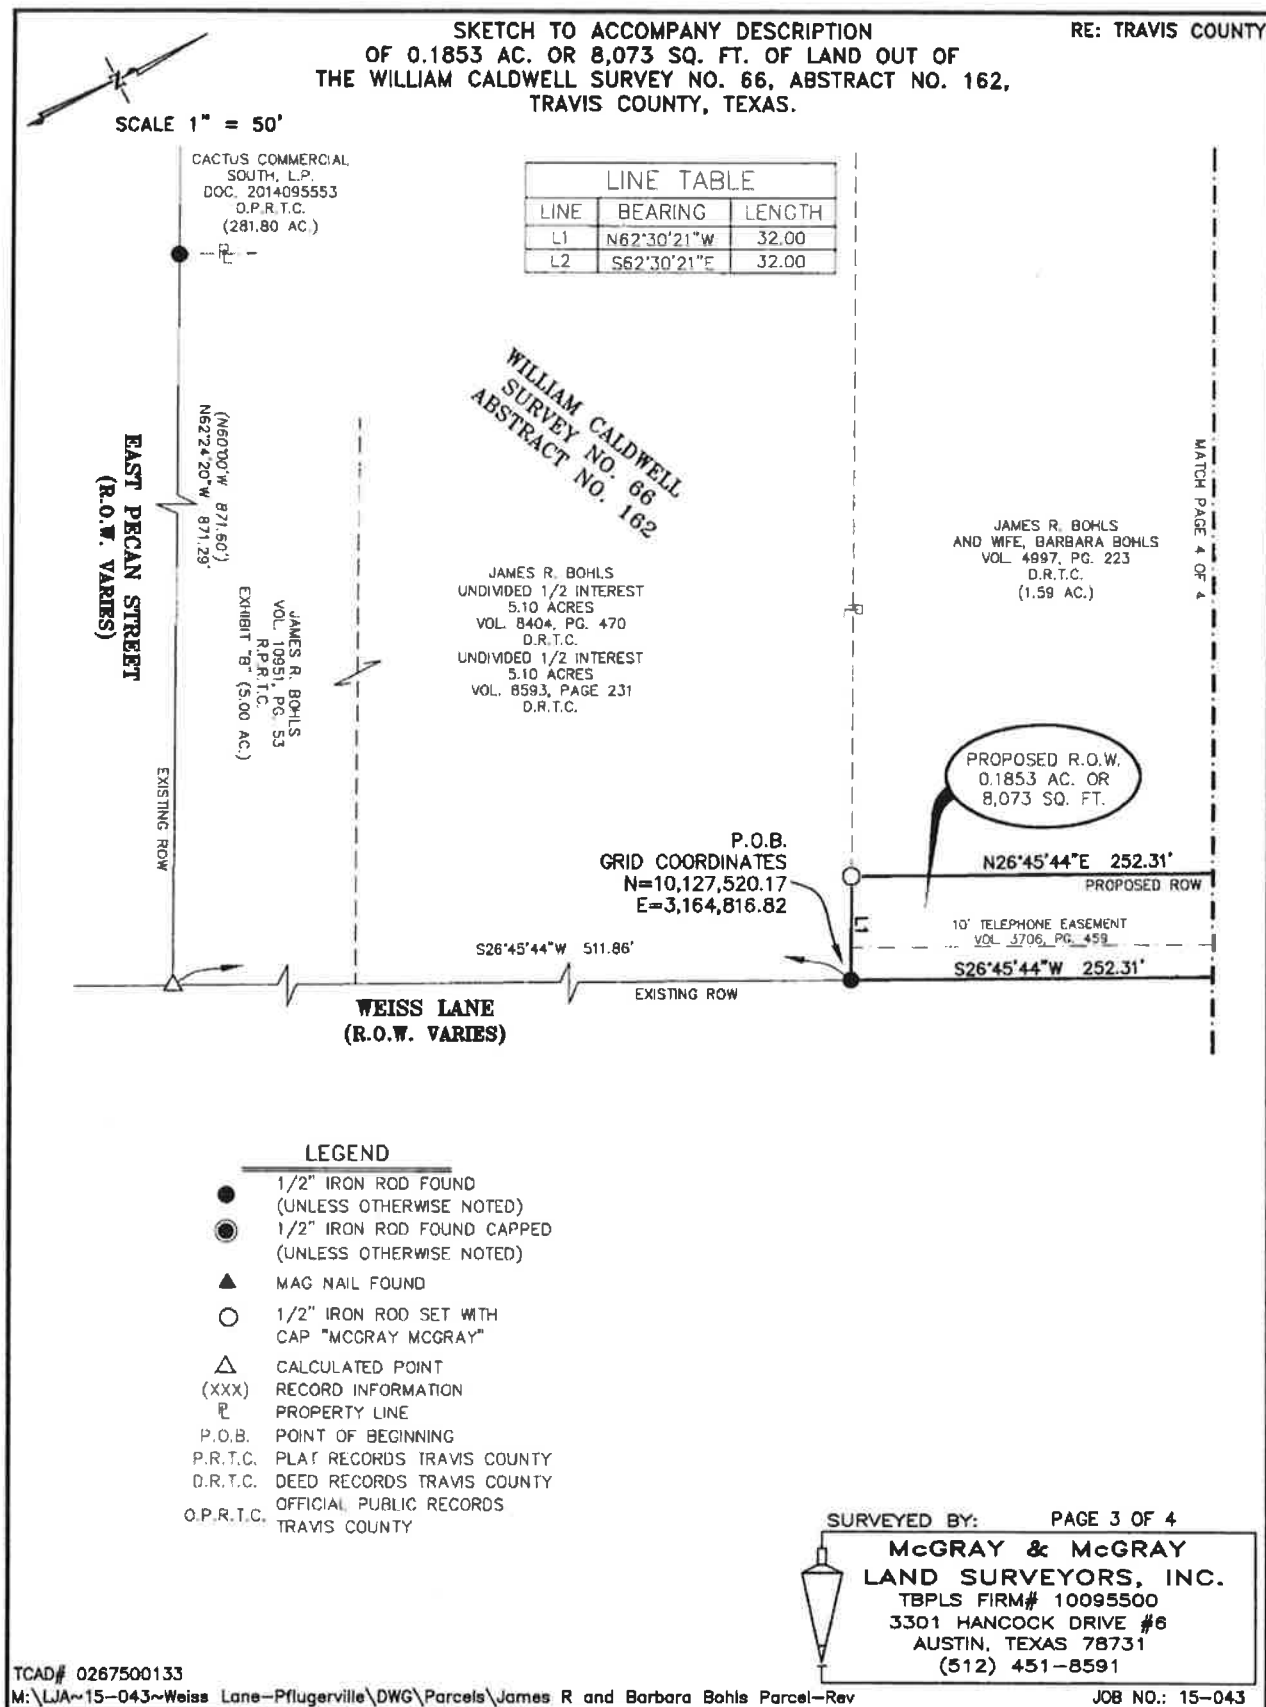 SKETCH TO ACCOMPANY DESCRIPTION
OF 0.1853 AC. OR 8,073 SQ. FT. OF LAND OUT OF
THE WILLIAM CALDWELL SURVEY NO. 66, ABSTRACT NO. 162,
TRAVIS COUNTY, TEXAS.
RE: TRAVIS COUNTY
N
SCALE 1" = 50'
CACTUS COMMERCIAL
SOUTH, L.P.
DOC. 2014095553
O.P.R.T.C.
(281.80 AC.)
PL
LINE TABLE
LINE BEARING LENGTH
L1 N62°30'21"W 32.00
L2 S62°30'21"E 32.00
WILLIAM CALDWELL
SURVEY NO. 66
ABSTRACT NO. 162
EAST PECAN STREET
(R.O.W. VARIES)
(N60°00'W 871.60')
N62°24'20"W 871.29'
JAMES R. BOHLS
VOL. 10951, PG. 53
R.P.R.T.C.
EXHIBIT "B" (5.00 AC.)
EXISTING ROW
JAMES R. BOHLS
UNDIVIDED 1/2 INTEREST
5.10 ACRES
VOL. 8404, PG. 470
D.R.T.C.
UNDIVIDED 1/2 INTEREST
5.10 ACRES
VOL. 8593, PAGE 231
D.R.T.C.
PL
JAMES R. BOHLS
AND WIFE, BARBARA BOHLS
VOL. 4997, PG. 223
D.R.T.C.
(1.59 AC.)
MATCH PAGE 4 OF 4
PROPOSED R.O.W.
0.1853 AC. OR
8,073 SQ. FT.
P.O.B.
GRID COORDINATES
N=10,127,520.17
E=3,164,816.82
N26°45'44"E 252.31'
PROPOSED ROW
L1
10' TELEPHONE EASEMENT
VOL. 3706, PG. 459
S26°45'44"W 252.31'
S26°45'44"W 511.86'
EXISTING ROW
WEISS LANE
(R.O.W. VARIES)
LEGEND
1/2" IRON ROD FOUND
(UNLESS OTHERWISE NOTED)
1/2" IRON ROD FOUND CAPPED
(UNLESS OTHERWISE NOTED)
MAG NAIL FOUND
1/2" IRON ROD SET WITH
CAP "MCGRAY MCGRAY"
CALCULATED POINT
(XXX) RECORD INFORMATION
PL PROPERTY LINE
P.O.B. POINT OF BEGINNING
P.R.T.C. PLAT RECORDS TRAVIS COUNTY
D.R.T.C. DEED RECORDS TRAVIS COUNTY
O.P.R.T.C. OFFICIAL PUBLIC RECORDS
TRAVIS COUNTY
SURVEYED BY: PAGE 3 OF 4
McGRAY & McGRAY
LAND SURVEYORS, INC.
TBPLS FIRM# 10095500
3301 HANCOCK DRIVE #6
AUSTIN, TEXAS 78731
(512) 451-8591
TCAD# 0267500133
M:\LJA~15-043~Weiss Lane-Pflugerville\DWG\Parcels\James R and Barbara Bohls Parcel-Rev
JOB NO.: 15-043